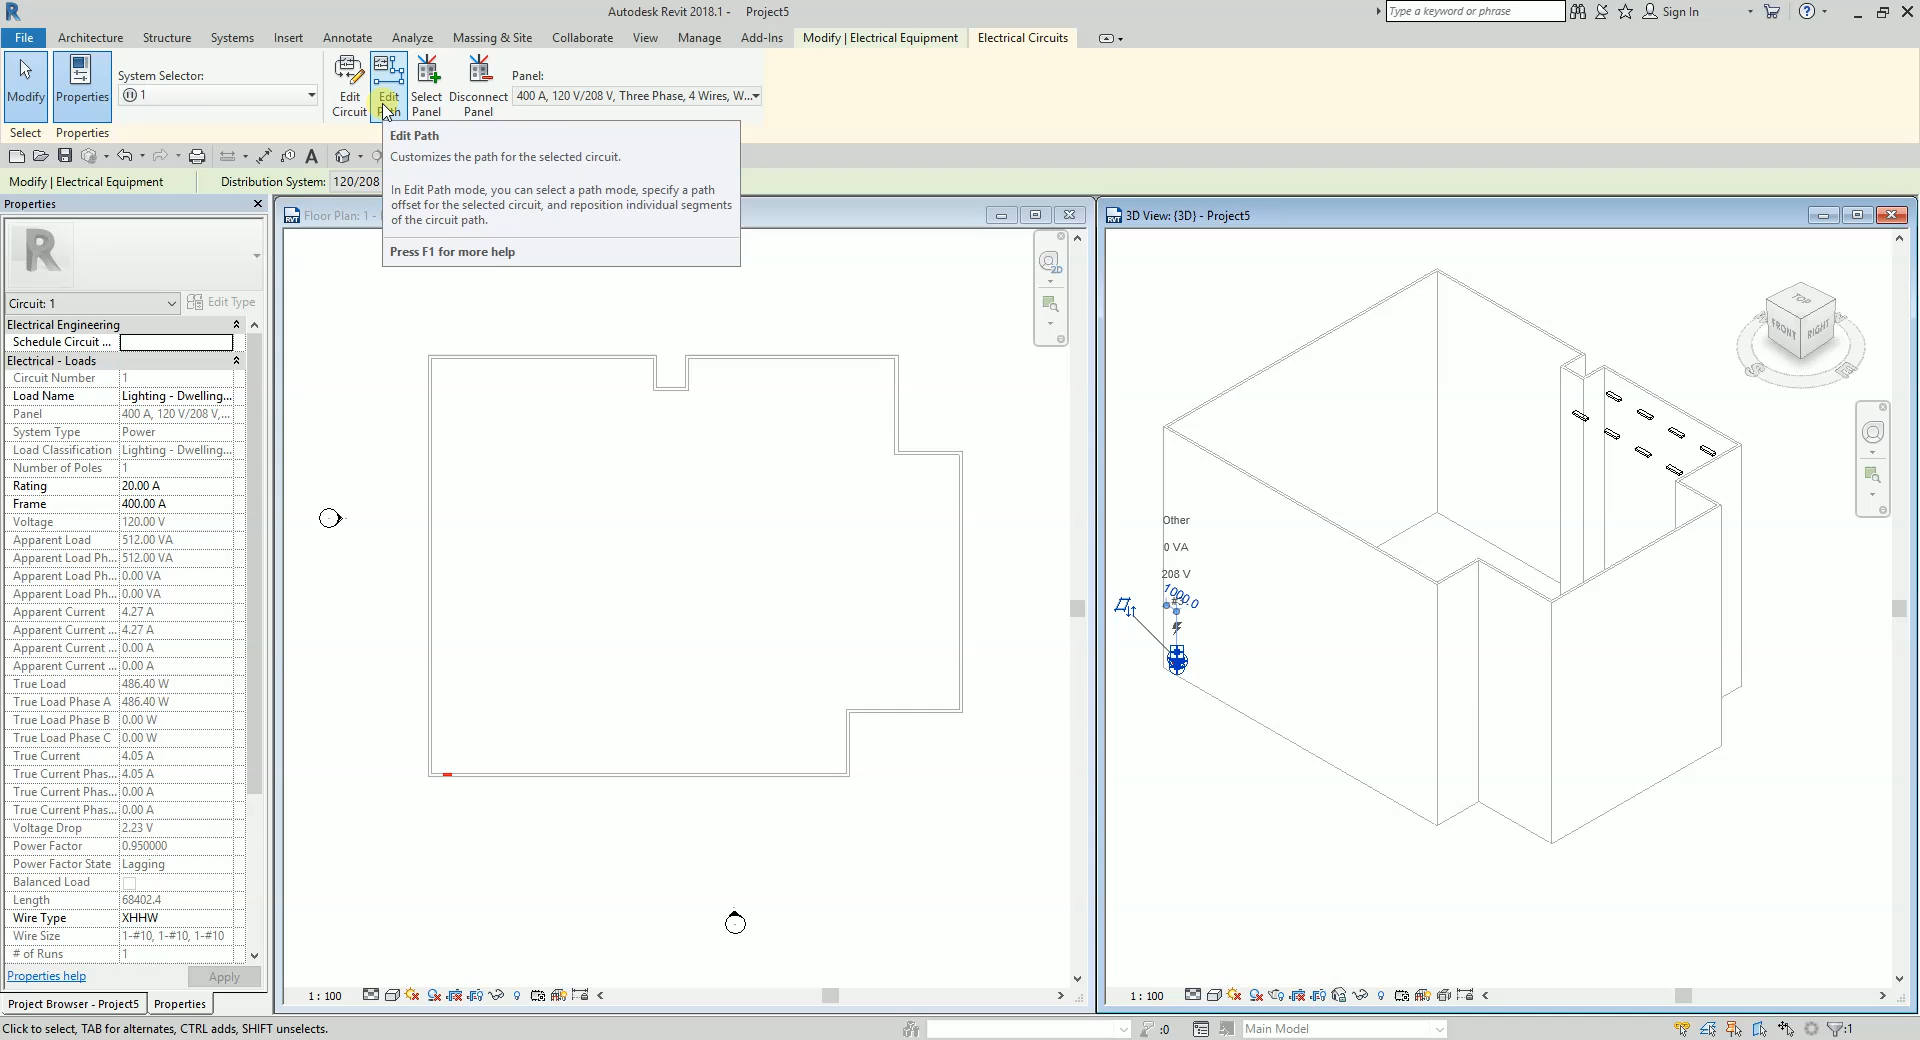 Autodesk Revit 2018.1 - Project5
Type a keyword or phrase
Sign In
File Architecture Structure Systems Insert Annotate Analyze Massing & Site Collaborate View Manage Add-Ins Modify | Electrical Equipment Electrical Circuits
Modify
Properties
System Selector:
1
Edit Circuit
Edit Path
Select Panel
Disconnect Panel
Panel:
400 A, 120 V/208 V, Three Phase, 4 Wires, W...
Select Properties
Edit Path
Customizes the path for the selected circuit.
In Edit Path mode, you can select a path mode, specify a path
offset for the selected circuit, and reposition individual segments
of the circuit path.
Press F1 for more help
Modify | Electrical Equipment Distribution System: 120/208
Properties
R
Circuit: 1 Edit Type
Electrical Engineering
Schedule Circuit ...
Electrical - Loads
Circuit Number 1
Load Name Lighting - Dwelling...
Panel 400 A, 120 V/208 V,...
System Type Power
Load Classification Lighting - Dwelling...
Number of Poles 1
Rating 20.00 A
Frame 400.00 A
Voltage 120.00 V
Apparent Load 512.00 VA
Apparent Load Ph... 512.00 VA
Apparent Load Ph... 0.00 VA
Apparent Load Ph... 0.00 VA
Apparent Current 4.27 A
Apparent Current ... 4.27 A
Apparent Current ... 0.00 A
Apparent Current ... 0.00 A
True Load 486.40 W
True Load Phase A 486.40 W
True Load Phase B 0.00 W
True Load Phase C 0.00 W
True Current 4.05 A
True Current Phas... 4.05 A
True Current Phas... 0.00 A
True Current Phas... 0.00 A
Voltage Drop 2.23 V
Power Factor 0.950000
Power Factor State Lagging
Balanced Load
Length 68402.4
Wire Type XHHW
Wire Size 1-#10, 1-#10, 1-#10
# of Runs 1
Properties help Apply
Project Browser - Project5 Properties
Floor Plan: 1 -
2D
1 : 100
3D View: {3D} - Project5
TOP
FRONT RIGHT
S E
Other
0 VA
208 V
1000.0
1 : 100
Click to select, TAB for alternates, CTRL adds, SHIFT unselects.
:0
Main Model
:1